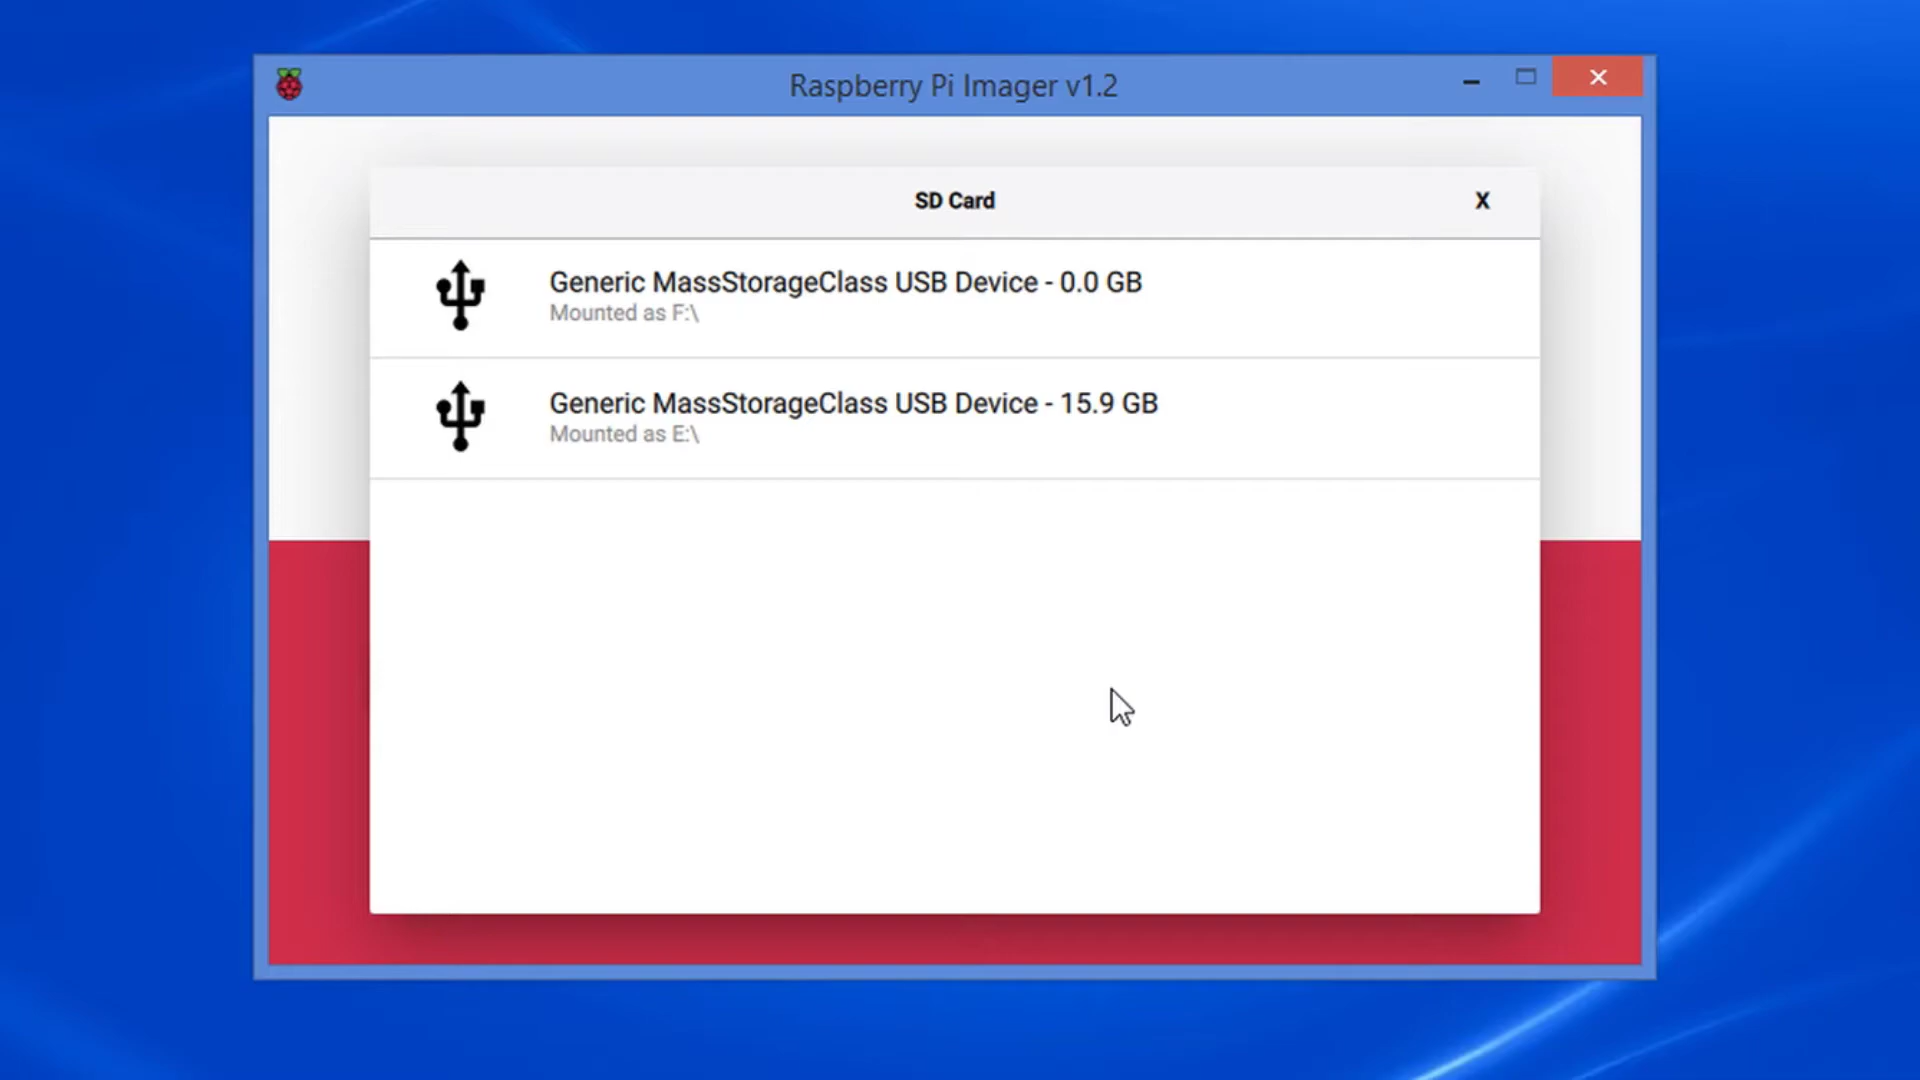 Raspberry Pi Imager v1.2
SD Card X
Generic MassStorageClass USB Device - 0.0 GB
Mounted as F:\
Generic MassStorageClass USB Device - 15.9 GB
Mounted as E:\